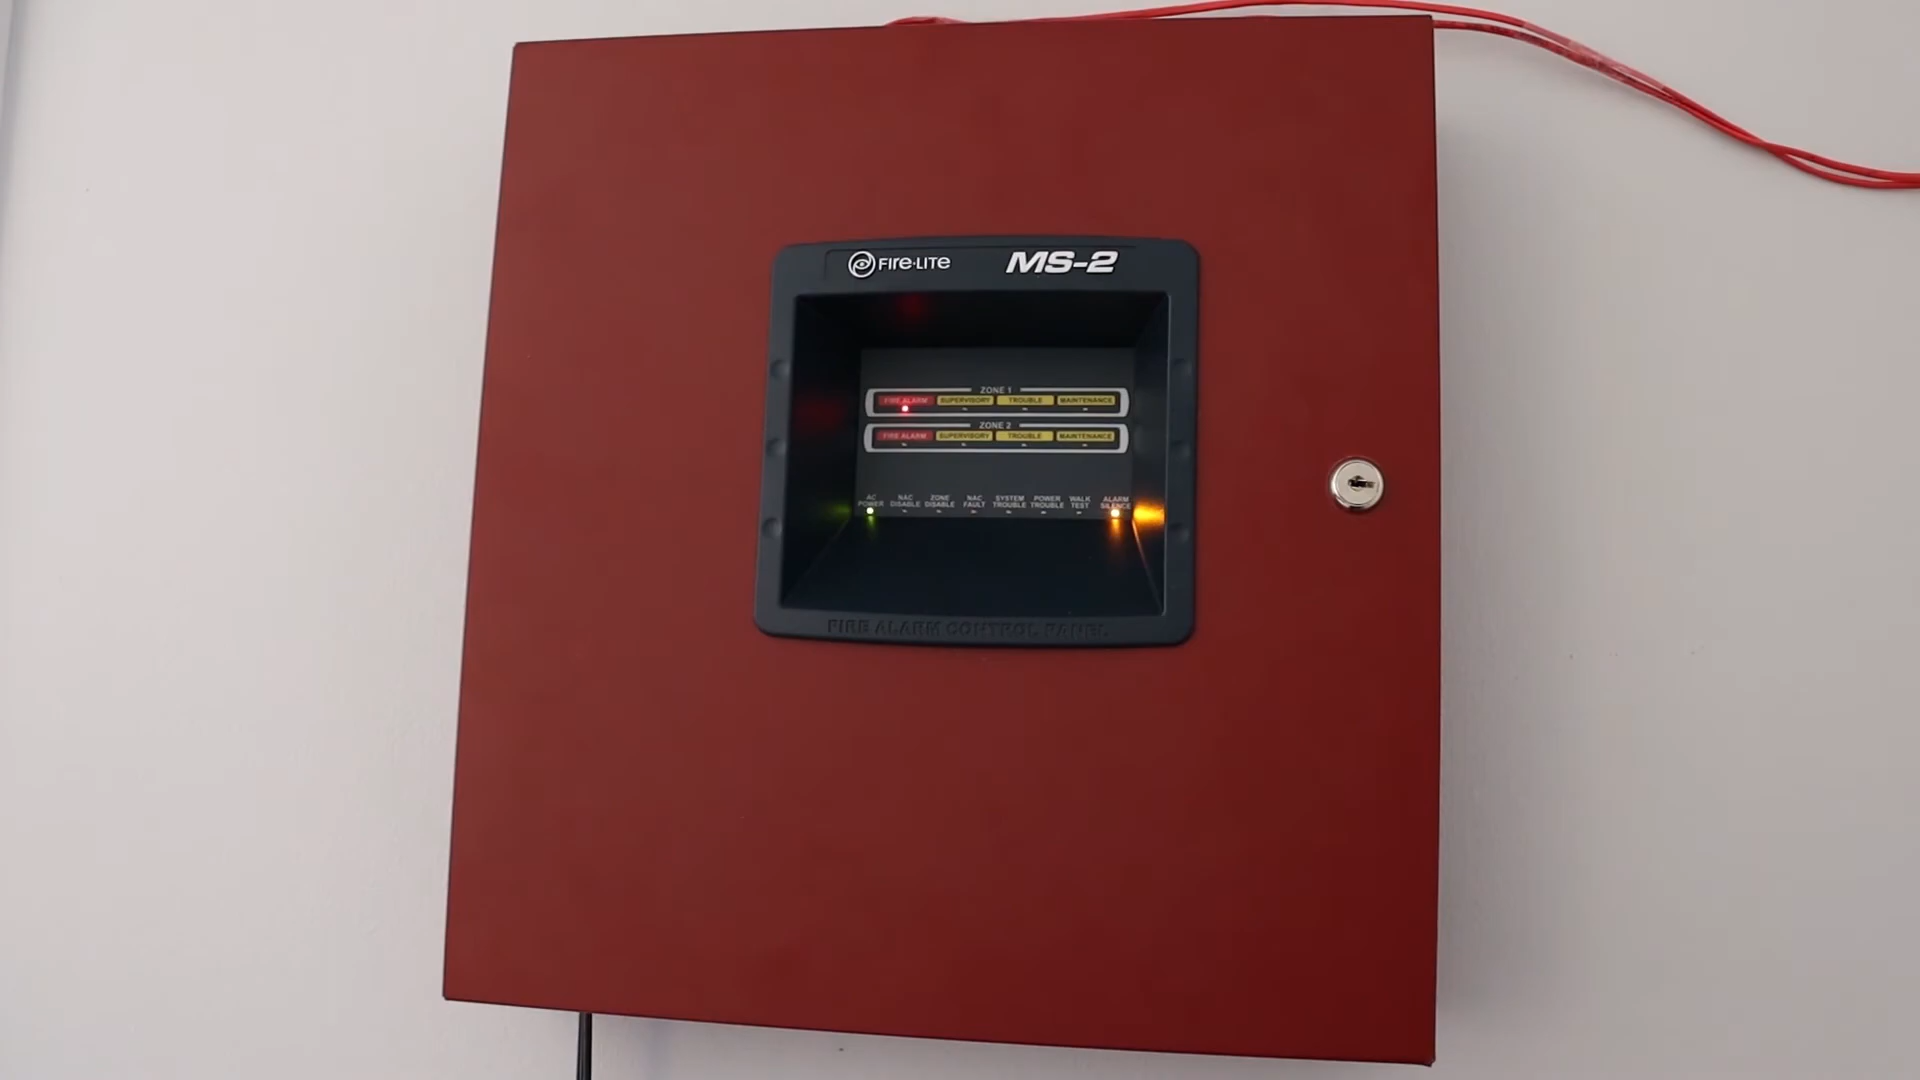 FIRE·LITE MS-2
ZONE 1
FIRE ALARM SUPERVISORY TROUBLE MAINTENANCE
ZONE 2
FIRE ALARM SUPERVISORY TROUBLE MAINTENANCE
AC POWER
NAC DISABLE
ZONE DISABLE
NAC FAULT
SYSTEM TROUBLE
POWER TROUBLE
WALK TEST
ALARM SILENCE
FIRE ALARM CONTROL PANEL